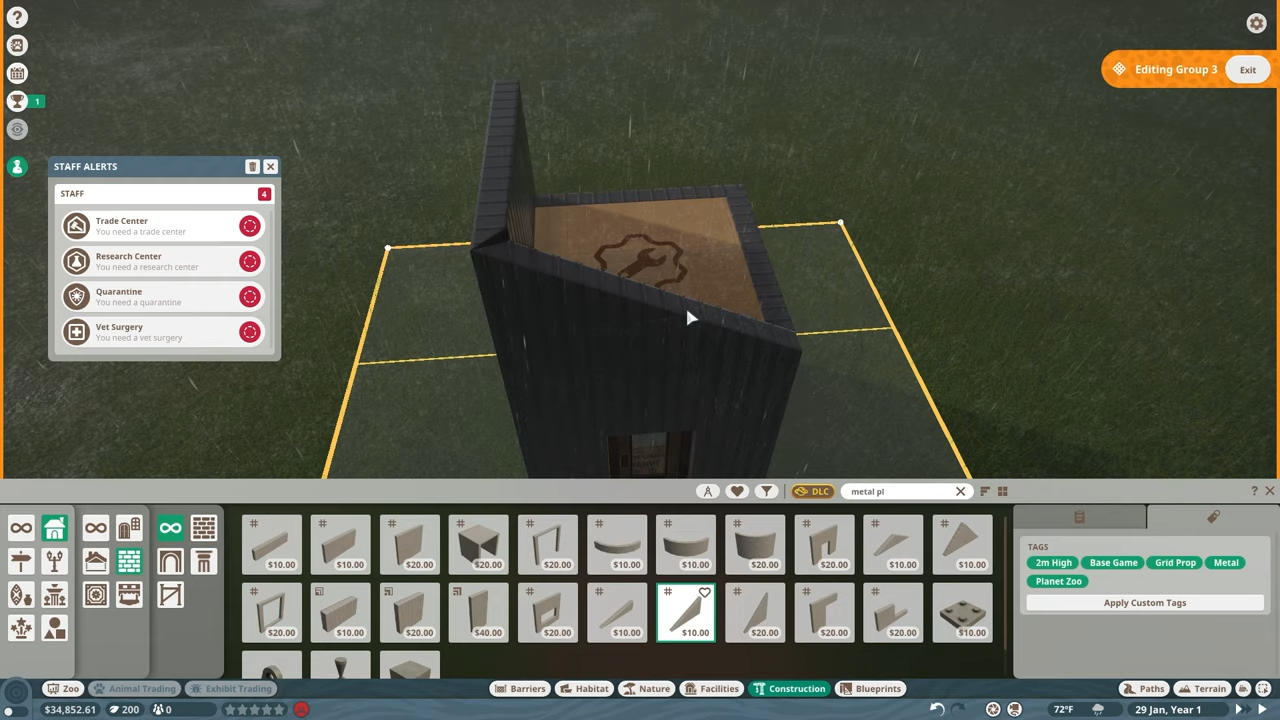 ?
1
Editing Group 3
Exit
STAFF ALERTS
STAFF
4
Trade Center
You need a trade center
Research Center
You need a research center
Quarantine
You need a quarantine
Vet Surgery
You need a vet surgery
DLC
metal pl
?
$10.00
$10.00
$20.00
$20.00
$20.00
$10.00
$10.00
$20.00
$20.00
$10.00
$10.00
$20.00
$10.00
$20.00
$40.00
$20.00
$10.00
$10.00
$20.00
$20.00
$20.00
$10.00
TAGS
2m High
Base Game
Grid Prop
Metal
Planet Zoo
Apply Custom Tags
Zoo
Animal Trading
Exhibit Trading
Barriers
Habitat
Nature
Facilities
Construction
Blueprints
Paths
Terrain
$34,852.61
200
0
72°F
29 Jan, Year 1